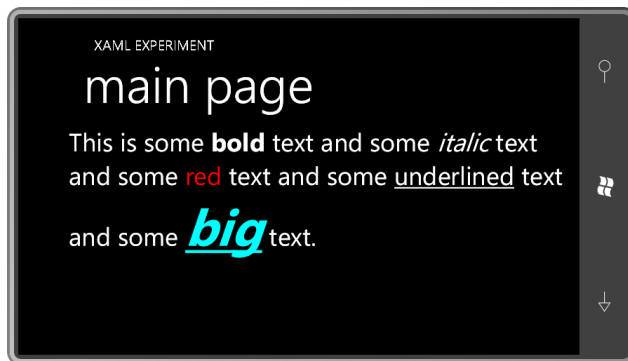 XAML EXPERIMENT
main page
This is some bold text and some italic text
and some red text and some underlined text
and some big text.